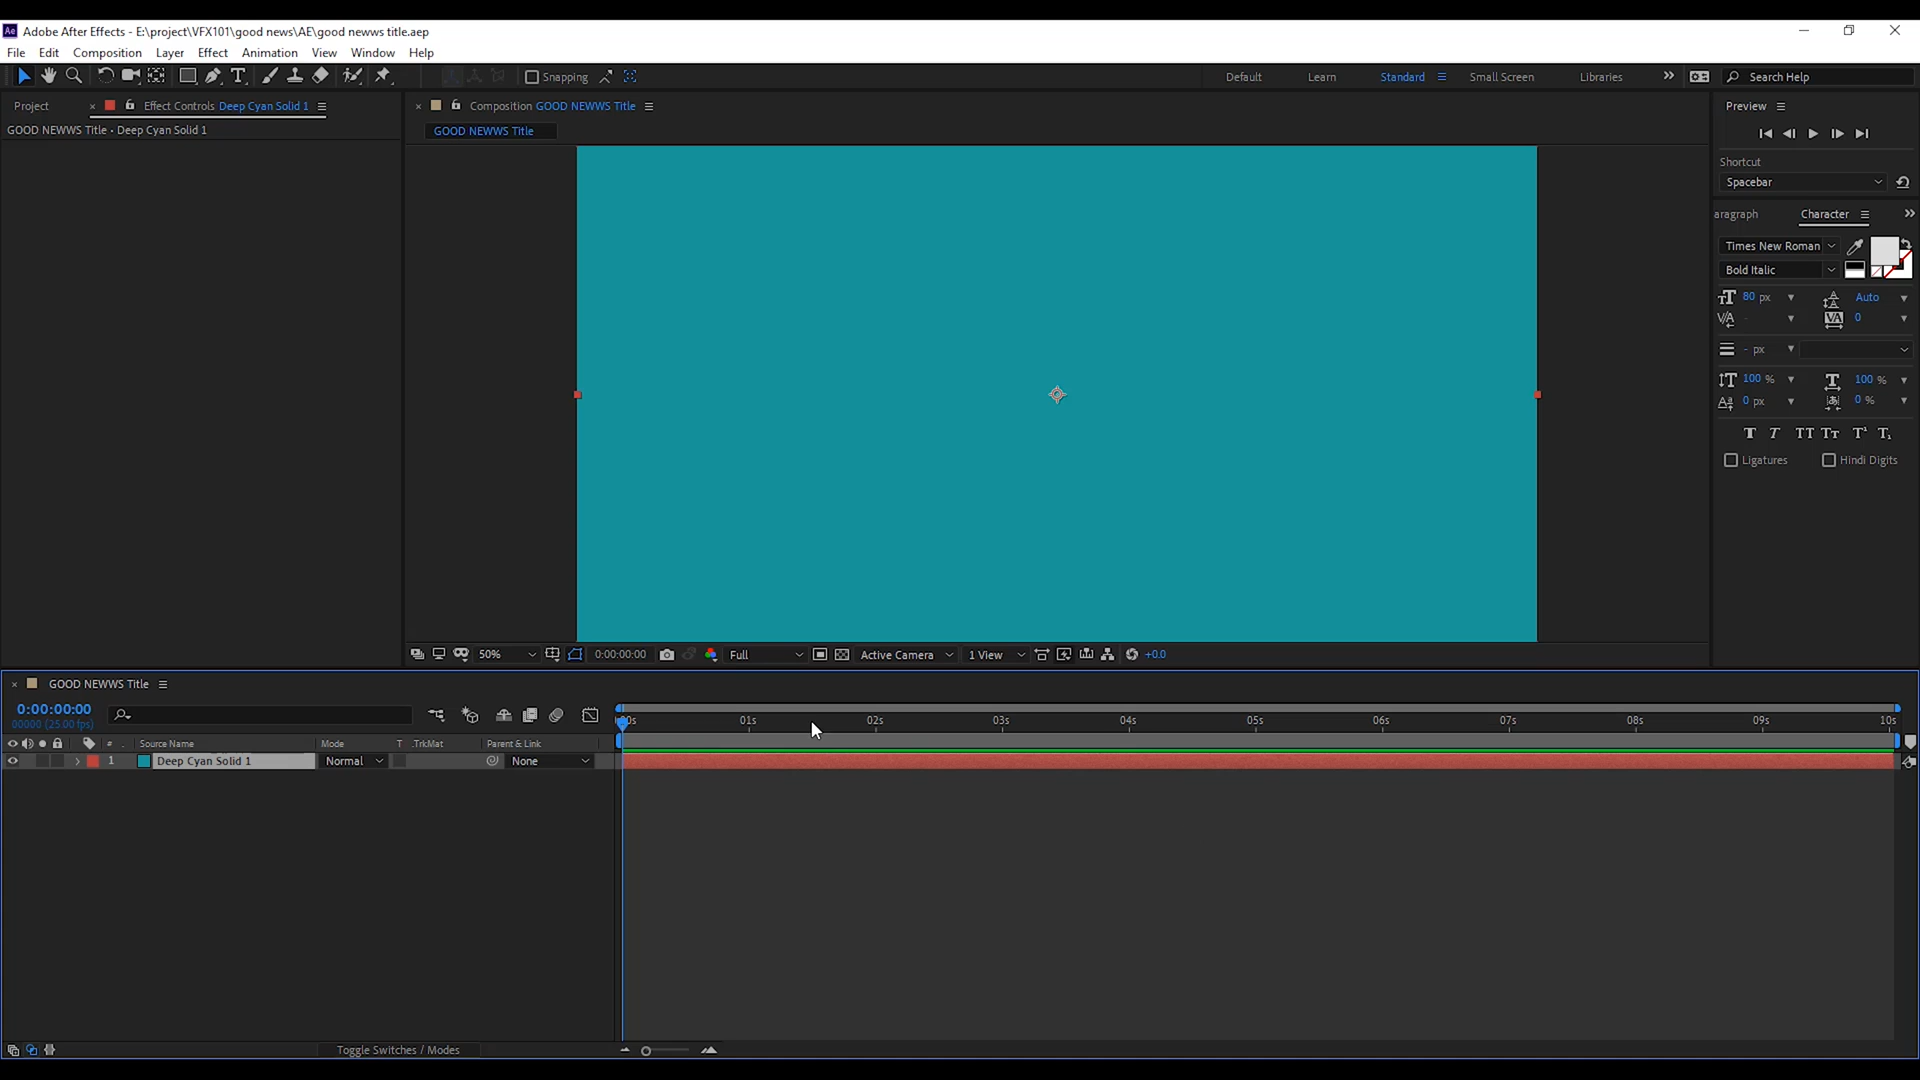 Ae Adobe After Effects - E:\project\VFX101\good news\AE\good newws title.aep
File Edit Composition Layer Effect Animation View Window Help
Snapping Default Learn Standard Small Screen Libraries Search Help
Project Effect Controls Deep Cyan Solid 1 Composition GOOD NEWWS Title Preview
GOOD NEWWS Title • Deep Cyan Solid 1 GOOD NEWWS Title
Shortcut
Spacebar
aragraph Character
Times New Roman
Bold Italic
80 px Auto
0
- px
100 % 100 %
0 px 0 %
T T TT Tт T¹ T₁
Ligatures Hindi Digits
50% 0:00:00:00 Full Active Camera 1 View +0.0
GOOD NEWWS Title
0:00:00:00
00000 (25.00 fps)
01s 02s 03s 04s 05s 06s 07s 08s 09s 10s
# . Source Name Mode T .TrkMat Parent & Link
1 Deep Cyan Solid 1 Normal None
Toggle Switches / Modes